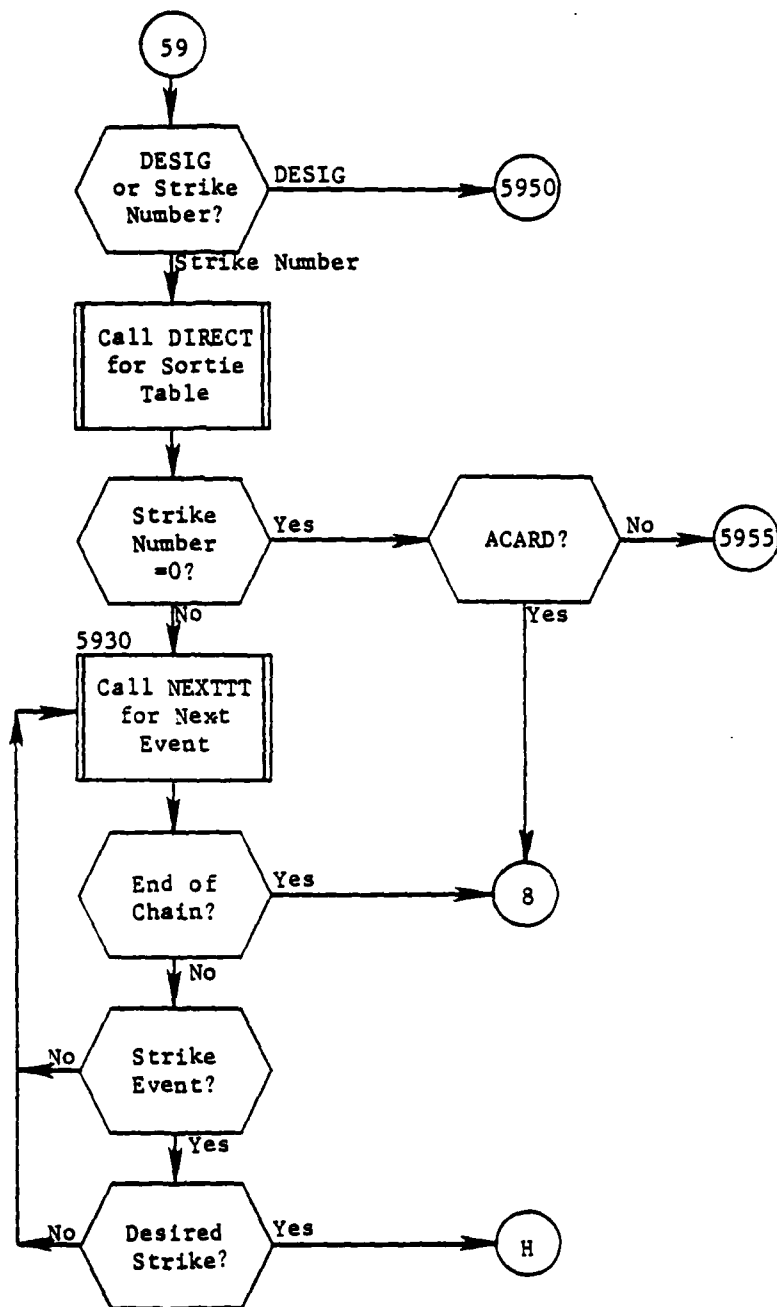 59
DESIG
or Strike
Number?
DESIG
5950
Strike Number
Call DIRECT
for Sortie
Table
Strike
Number
=0?
Yes
ACARD?
No
5955
No
Yes
5930
Call NEXTTT
for Next
Event
End of
Chain?
Yes
8
No
Strike
Event?
No
Yes
Desired
Strike?
No
Yes
H